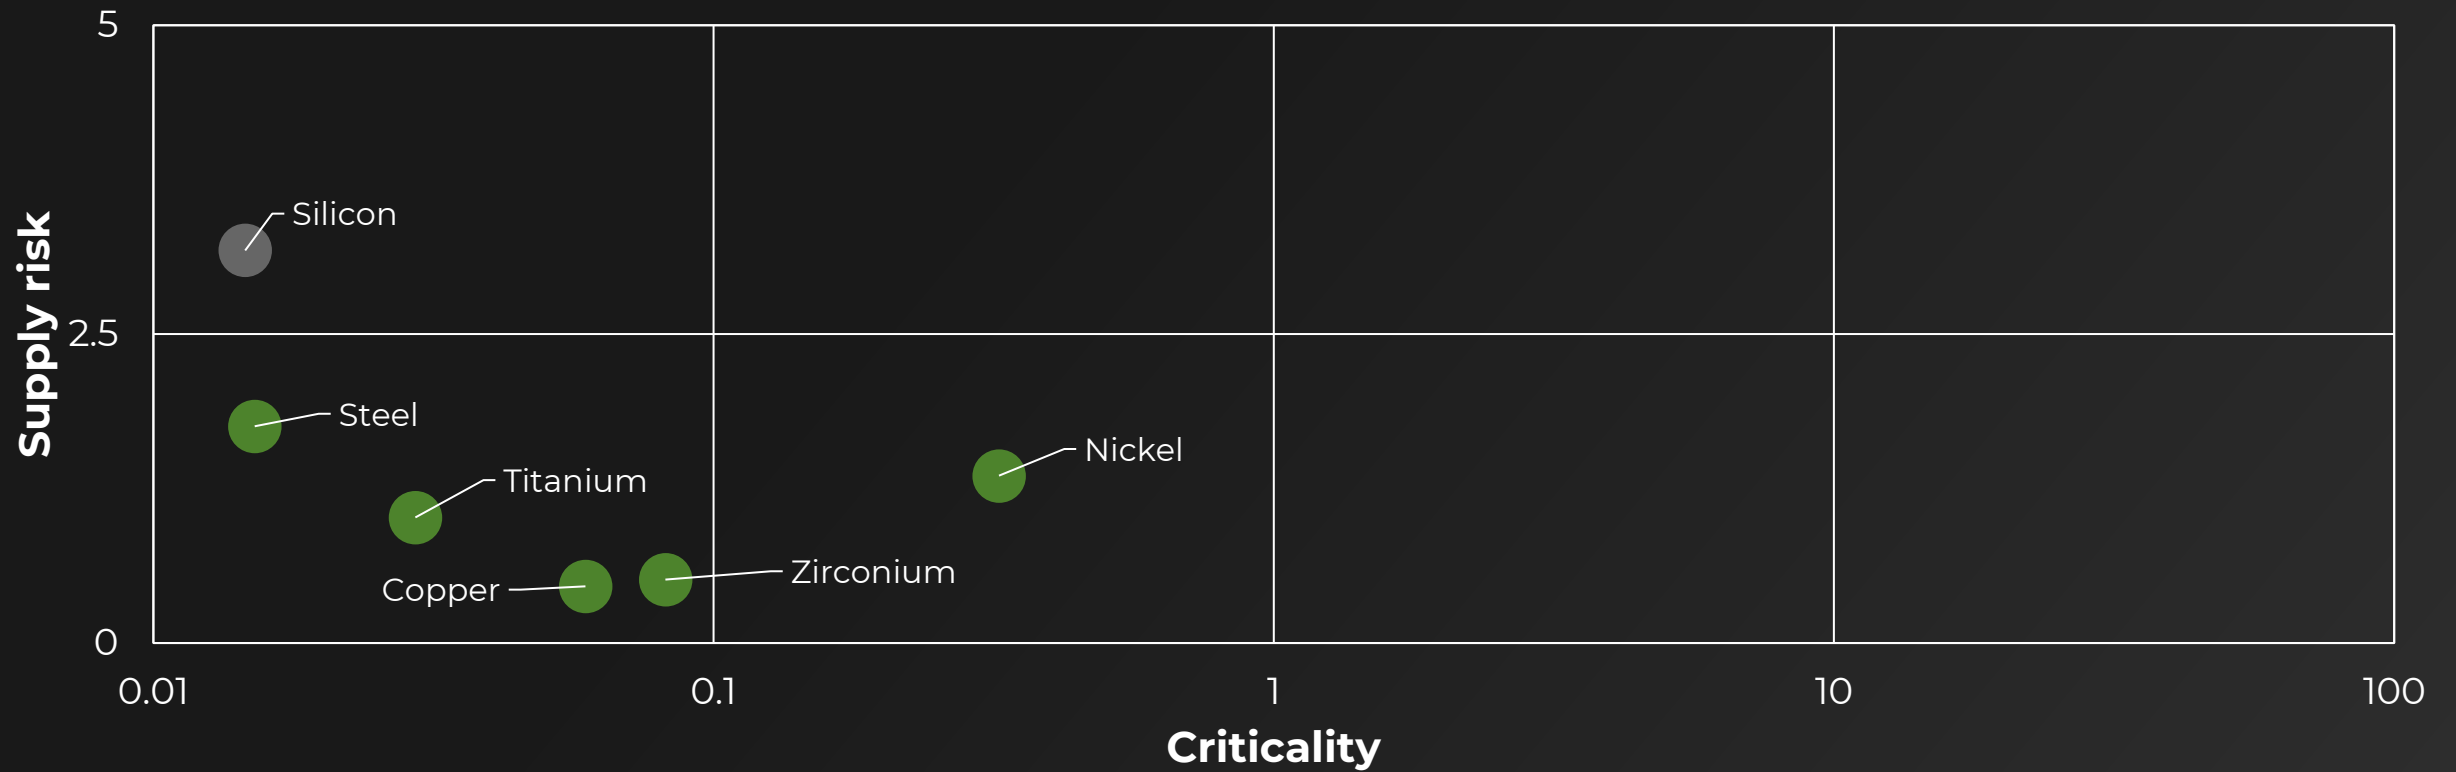 5
Silicon
Supply risk
2.5
Steel
Nickel
Titanium
Zirconium
Copper
0
0.01
0.1
1
10
100
Criticality